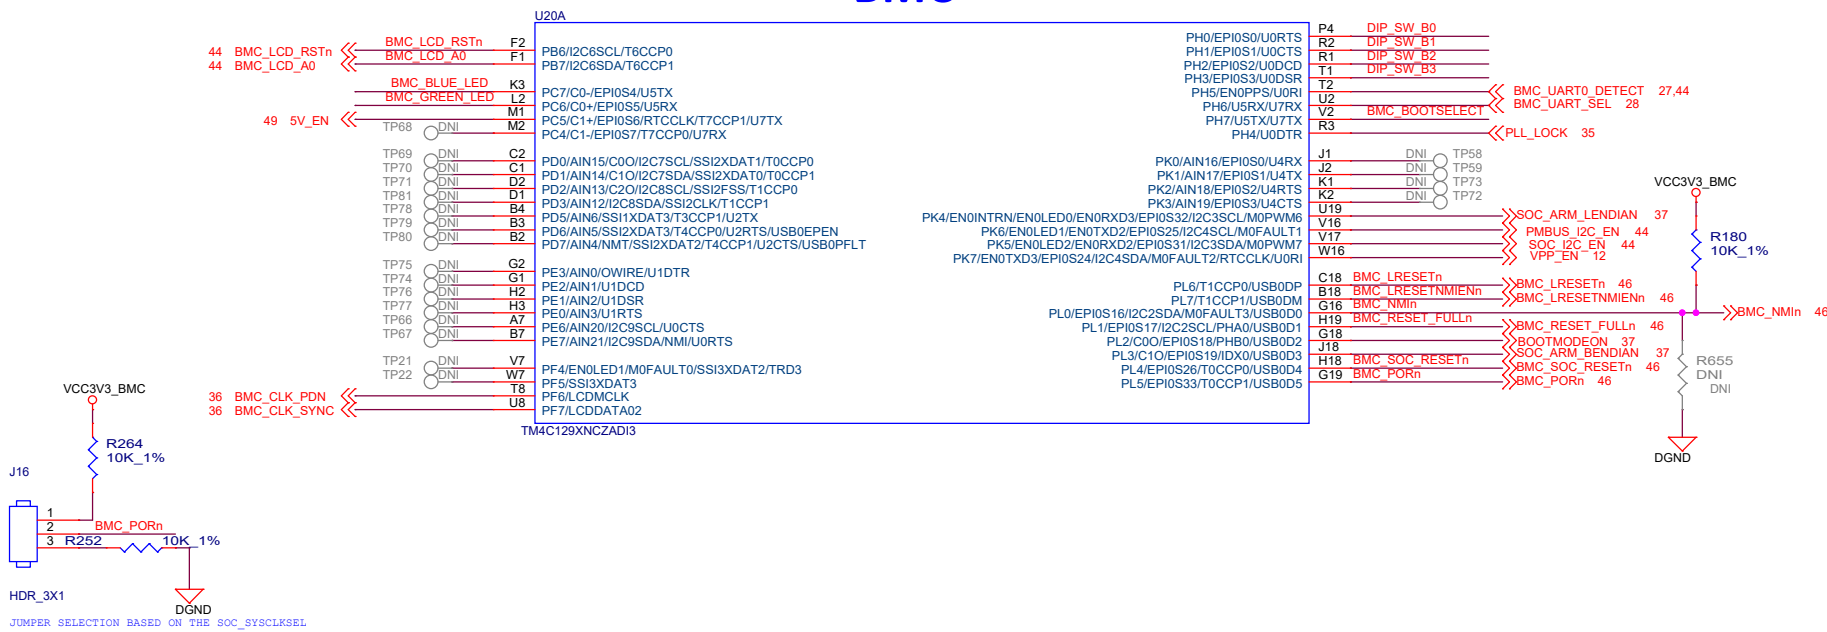 U20A
44 BMC_LCD_RSTn BMC_LCD_RSTn F2 PB6/I2C6SCL/T6CCP0
44 BMC_LCD_A0 BMC_LCD_A0 F1 PB7/I2C6SDA/T6CCP1
BMC_BLUE_LED K3 PC7/C0-/EPI0S4/U5TX
BMC_GREEN_LED L2 PC6/C0+/EPI0S5/U5RX
49 5V_EN M1 PC5/C1+/EPI0S6/RTCCLK/T7CCP1/U7TX
TP68 DNI M2 PC4/C1-/EPI0S7/T7CCP0/U7RX
TP69 DNI C2 PD0/AIN15/C0O/I2C7SCL/SSI2XDAT1/T0CCP0
TP70 DNI C1 PD1/AIN14/C1O/I2C7SDA/SSI2XDAT0/T0CCP1
TP71 DNI D2 PD2/AIN13/C2O/I2C8SCL/SSI2FSS/T1CCP0
TP81 DNI D1 PD3/AIN12/I2C8SDA/SSI2CLK/T1CCP1
TP78 DNI B4 PD5/AIN6/SSI1XDAT3/T3CCP1/U2TX
TP79 DNI B3 PD6/AIN5/SSI2XDAT3/T4CCP0/U2RTS/USB0EPEN
TP80 DNI B2 PD7/AIN4/NMT/SSI2XDAT2/T4CCP1/U2CTS/USB0PFLT
TP75 DNI G2 PE3/AIN0/OWIRE/U1DTR
TP74 DNI G1 PE2/AIN1/U1DCD
TP76 DNI H2 PE1/AIN2/U1DSR
TP77 DNI H3 PE0/AIN3/U1RTS
TP66 DNI A7 PE6/AIN20/I2C9SCL/U0CTS
TP67 DNI B7 PE7/AIN21/I2C9SDA/NMI/U0RTS
TP21 DNI V7 PF4/EN0LED1/M0FAULT0/SSI3XDAT2/TRD3
TP22 DNI W7 PF5/SSI3XDAT3
36 BMC_CLK_PDN T8 PF6/LCDMCLK
36 BMC_CLK_SYNC U8 PF7/LCDDATA02
TM4C129XNCZADI3
PH0/EPI0S0/U0RTS P4 DIP_SW_B0
PH1/EPI0S1/U0CTS R2 DIP_SW_B1
PH2/EPI0S2/U0DCD R1 DIP_SW_B2
PH3/EPI0S3/U0DSR T1 DIP_SW_B3
PH5/EN0PPS/U0RI T2 BMC_UART0_DETECT 27,44
PH6/U5RX/U7RX U2 BMC_UART_SEL 28
PH7/U5TX/U7TX V2 BMC_BOOTSELECT
PH4/U0DTR R3 PLL_LOCK 35
PK0/AIN16/EPI0S0/U4RX J1 DNI TP58
PK1/AIN17/EPI0S1/U4TX J2 DNI TP59
PK2/AIN18/EPI0S2/U4RTS K1 DNI TP73
PK3/AIN19/EPI0S3/U4CTS K2 DNI TP72
PK4/EN0INTRN/EN0LED0/EN0RXD3/EPI0S32/I2C3SCL/M0PWM6 U19 SOC_ARM_LENDIAN 37
PK6/EN0LED1/EN0TXD2/EPI0S25/I2C4SCL/M0FAULT1 V16 PMBUS_I2C_EN 44
PK5/EN0LED2/EN0RXD2/EPI0S31/I2C3SDA/M0PWM7 V17 SOC_I2C_EN 44
PK7/EN0TXD3/EPI0S24/I2C4SDA/M0FAULT2/RTCCLK/U0RI W16 VPP_EN 12
PL6/T1CCP0/USB0DP C18 BMC_LRESETn BMC_LRESETn 46
PL7/T1CCP1/USB0DM B18 BMC_LRESETNMIENn BMC_LRESETNMIENn 46
PL0/EPI0S16/I2C2SDA/M0FAULT3/USB0D0 G16 BMC_NMIn BMC_NMIn 46
PL1/EPI0S17/I2C2SCL/PHA0/USB0D1 H19 BMC_RESET_FULLn BMC_RESET_FULLn 46
PL2/C0O/EPI0S18/PHB0/USB0D2 G18 BOOTMODEON 37
PL3/C1O/EPI0S19/IDX0/USB0D3 J18 SOC_ARM_BENDIAN 37
PL4/EPI0S26/T0CCP0/USB0D4 H18 BMC_SOC_RESETn BMC_SOC_RESETn 46
PL5/EPI0S33/T0CCP1/USB0D5 G19 BMC_PORn BMC_PORn 46
VCC3V3_BMC
R180
10K_1%
R655
DNI
DNI
DGND
VCC3V3_BMC
R264
10K_1%
J16
1
2 BMC_PORn
3 R252 10K_1%
HDR_3X1
DGND
JUMPER SELECTION BASED ON THE SOC_SYSCLKSEL